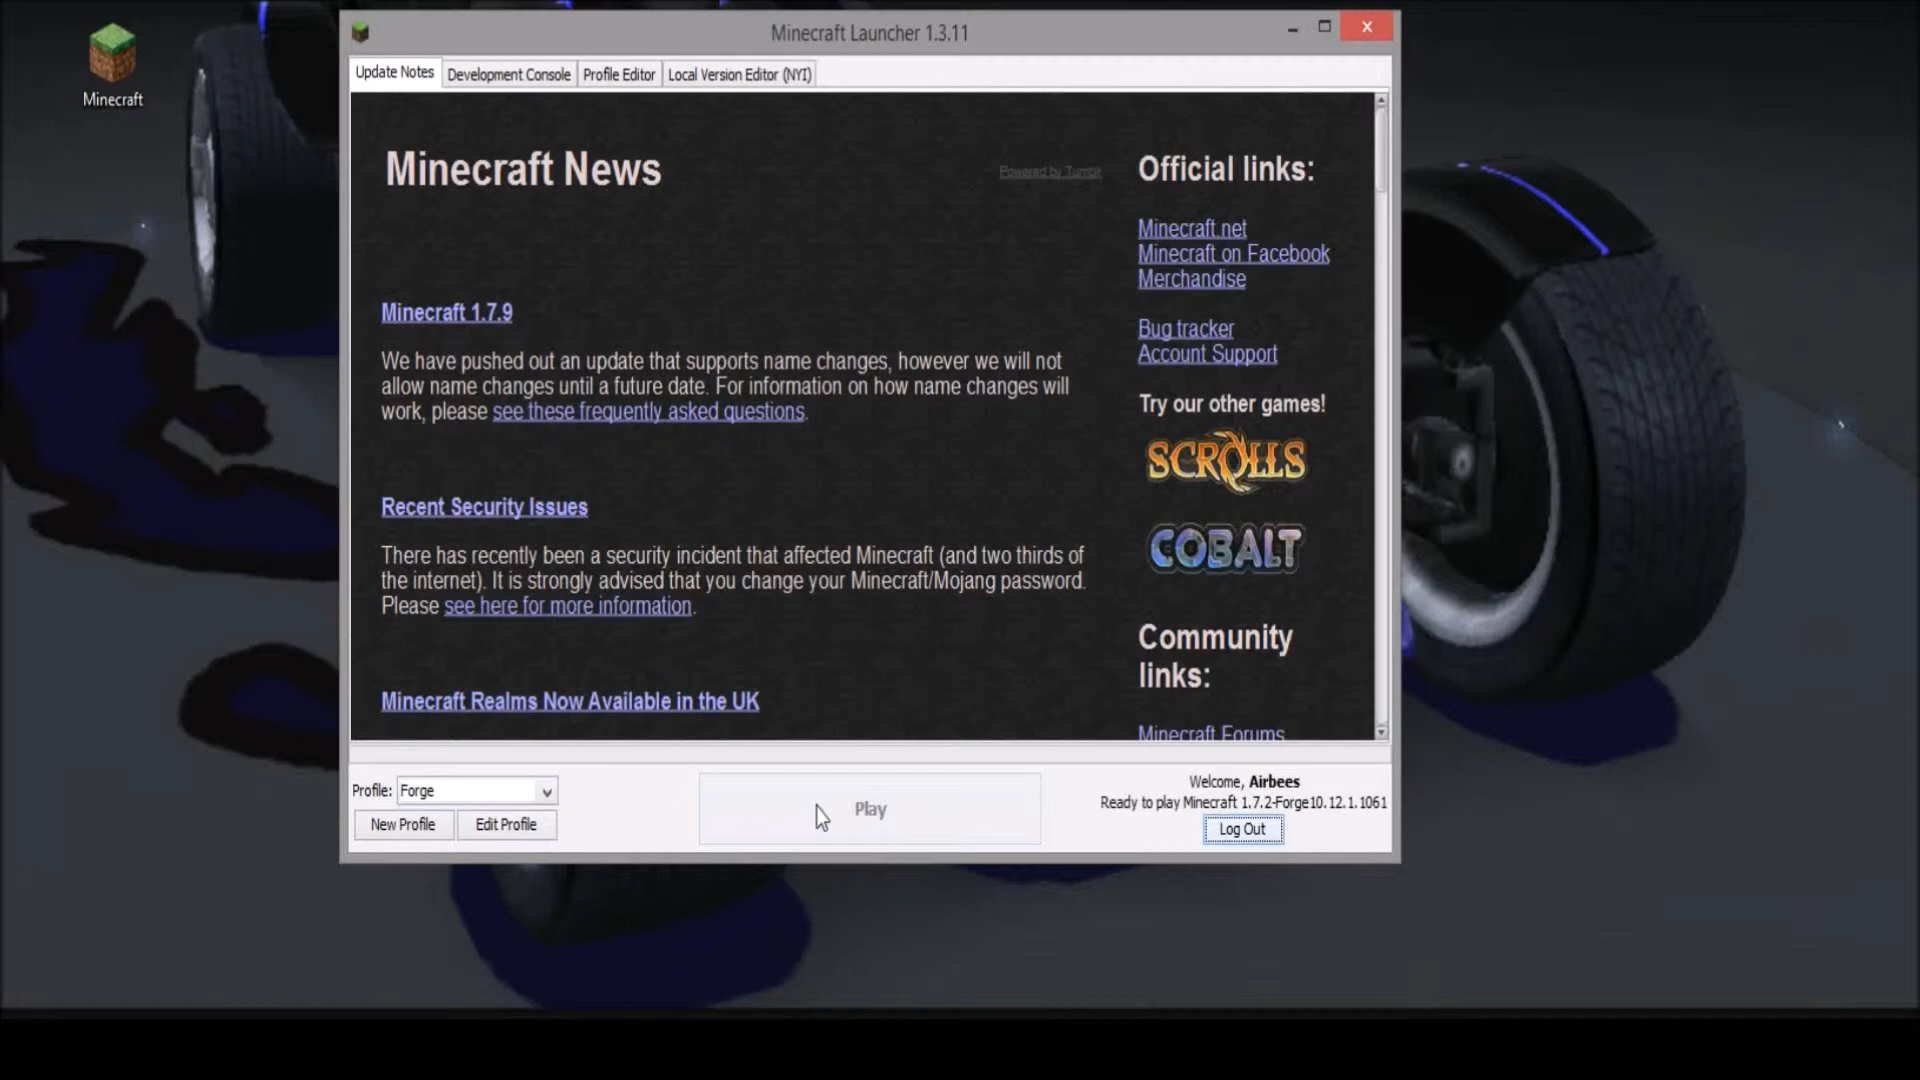 Minecraft
Minecraft Launcher 1.3.11
Update Notes
Development Console
Profile Editor
Local Version Editor (NYI)
Minecraft News
Powered by Tumblr
Minecraft 1.7.9
We have pushed out an update that supports name changes, however we will not
allow name changes until a future date. For information on how name changes will
work, please see these frequently asked questions.
Recent Security Issues
There has recently been a security incident that affected Minecraft (and two thirds of
the internet). It is strongly advised that you change your Minecraft/Mojang password.
Please see here for more information.
Minecraft Realms Now Available in the UK
Official links:
Minecraft.net
Minecraft on Facebook
Merchandise
Bug tracker
Account Support
Try our other games!
SCROLLS
COBALT
Community
links:
Minecraft Forums
Profile: Forge
New Profile
Edit Profile
Play
Welcome, Airbees
Ready to play Minecraft 1.7.2-Forge10.12.1.1061
Log Out